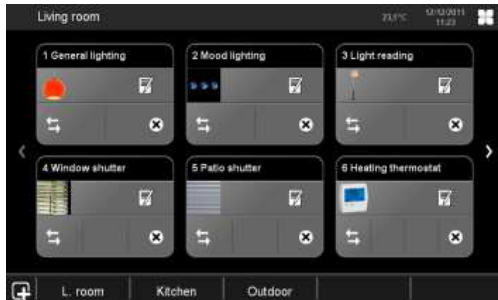 Living room
23,5°C
12/12/2011
11:23
1 General lighting
2 Mood lighting
3 Light reading
4 Window shutter
5 Patio shutter
6 Heating thermostat
L. room
Kitchen
Outdoor